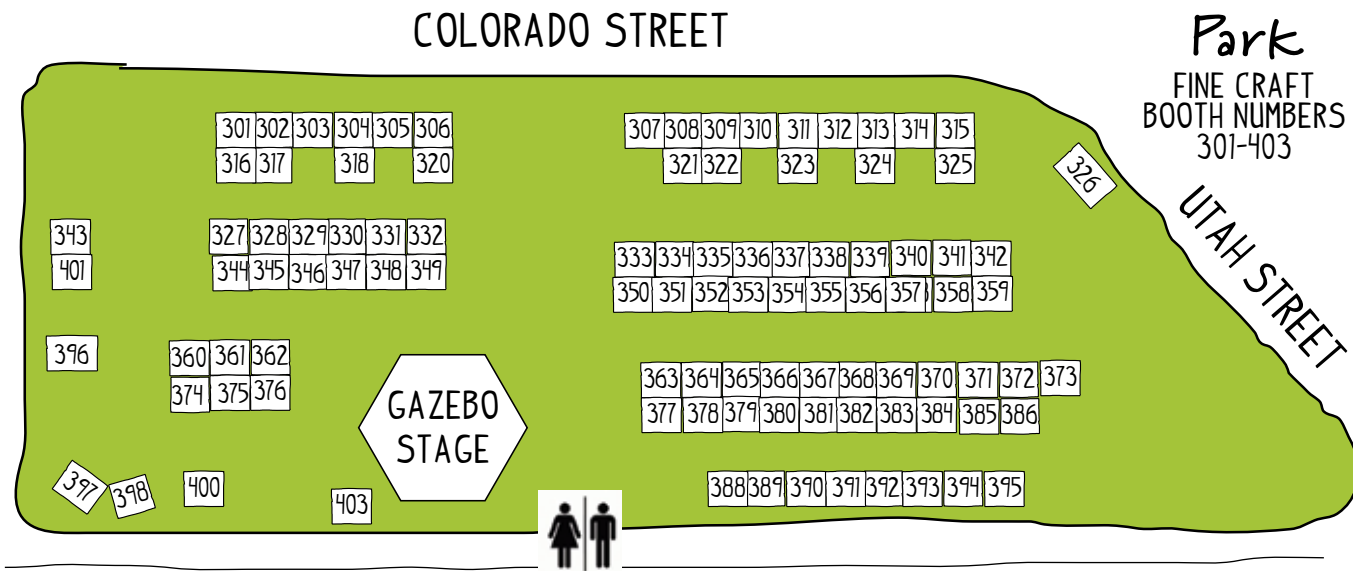 COLORADO STREET
Park
FINE CRAFT
BOOTH NUMBERS
301-403
301 302 303 304 305 306
307 308 309 310 311 312 313 314 315
316 317 318 320
321 322 323 324 325
326
UTAH STREET
343
401
327 328 329 330 331 332
344 345 346 347 348 349
333 334 335 336 337 338 339 340 341 342
350 351 352 353 354 355 356 357 358 359
396
360 361 362
374 375 376
GAZEBO
STAGE
363 364 365 366 367 368 369 370 371 372 373
377 378 379 380 381 382 383 384 385 386
397 398 400 403
388 389 390 391 392 393 394 395